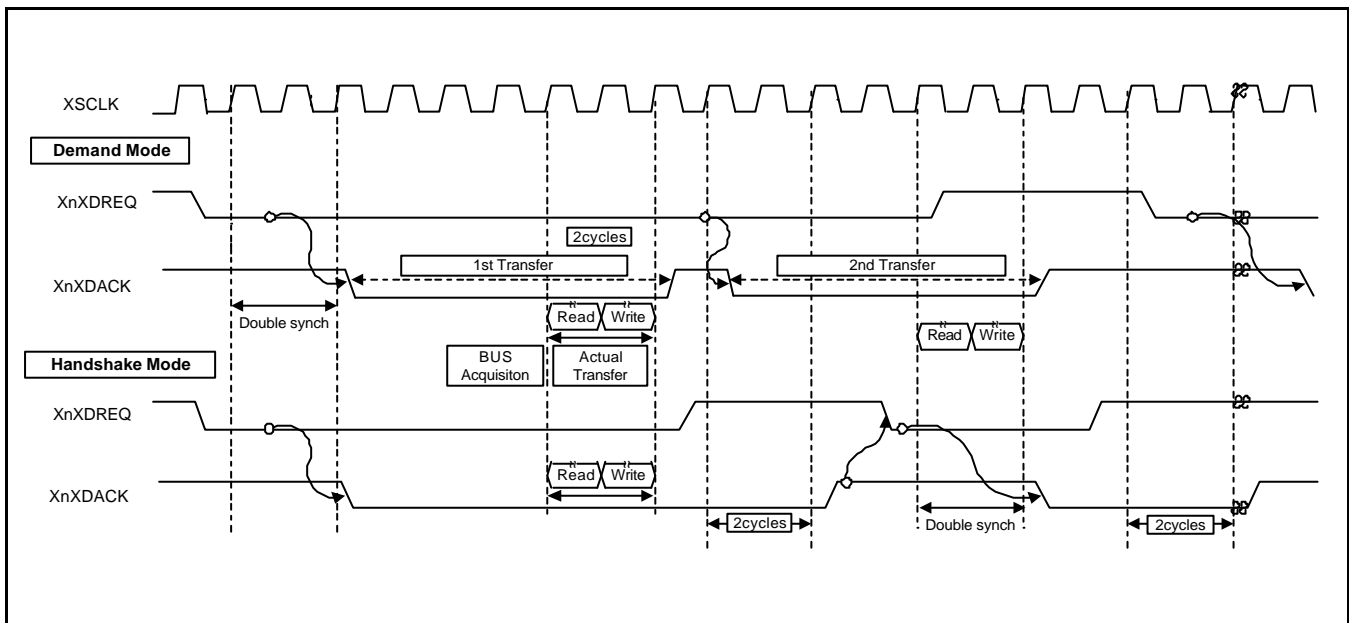 XSCLK
Demand Mode
XnXDREQ
2cycles
1st Transfer
2nd Transfer
XnXDACK
Double synch
Read
Write
Read
Write
BUS
Acquisiton
Actual
Transfer
Handshake Mode
XnXDREQ
Read
Write
XnXDACK
2cycles
Double synch
2cycles